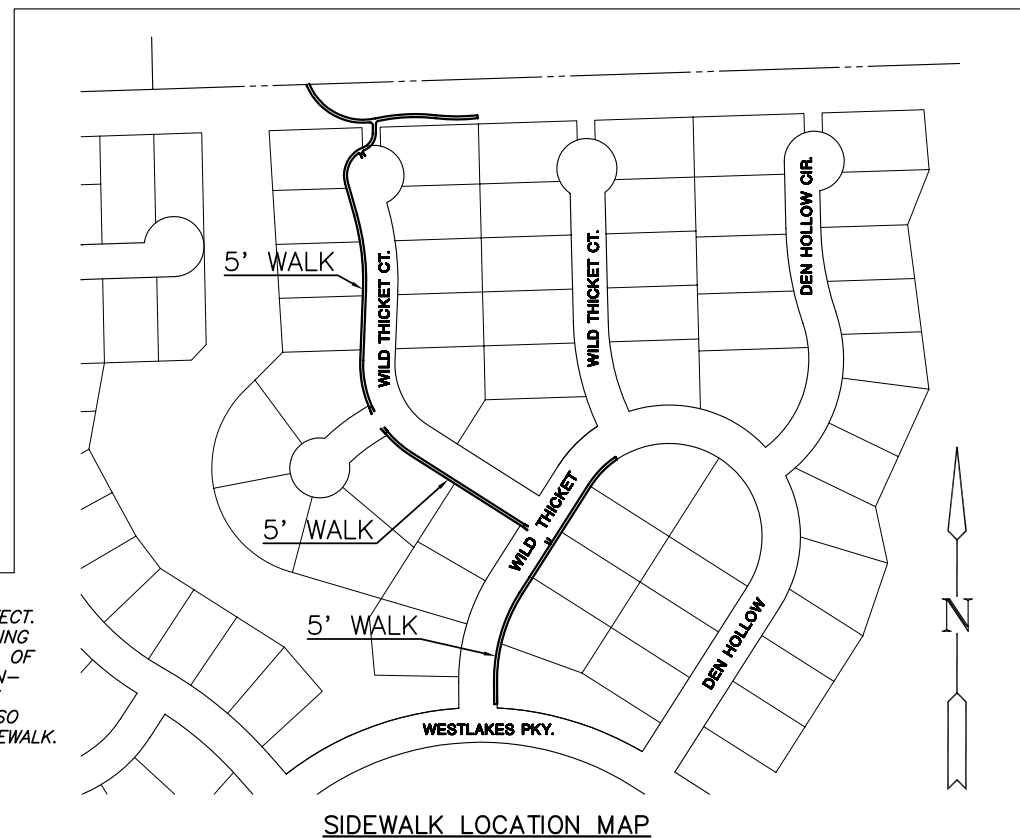 5' WALK
WILD THICKET CT.
WILD THICKET CT.
DEN HOLLOW CIR.
5' WALK
WILD THICKET
5' WALK
DEN HOLLOW
WESTLAKES PKY.
N
SIDEWALK LOCATION MAP
ECT.
ING
OF
N–
SO
EWALK.